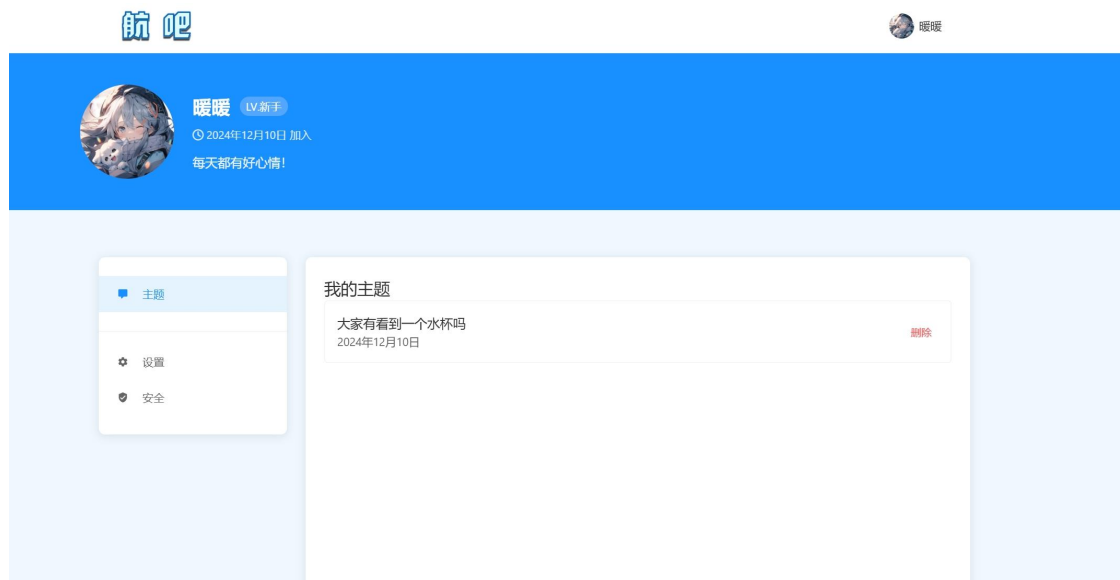 航吧
暖暖
暖暖 LV.新手
2024年12月10日 加入
每天都有好心情!
主题
设置
安全
我的主题
大家有看到一个水杯吗
2024年12月10日
删除